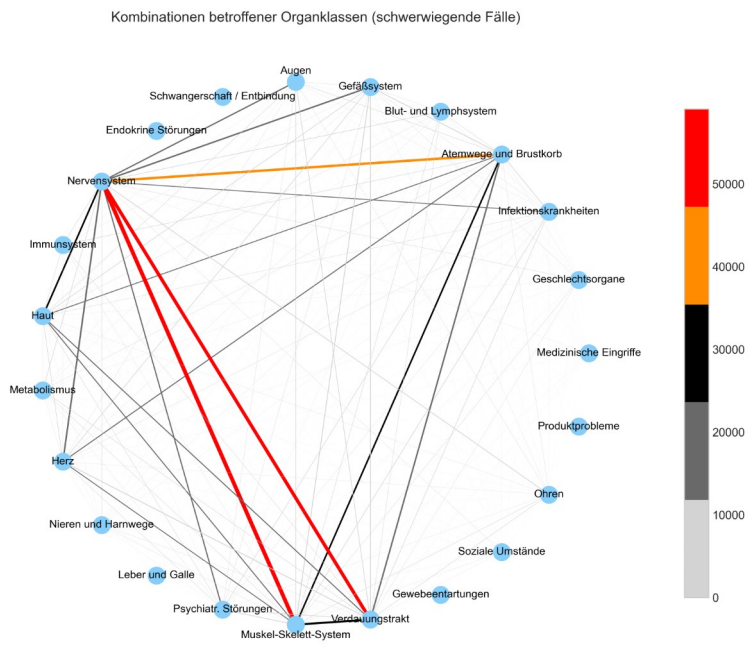 Kombinationen betroffener Organklassen (schwerwiegende Fälle)
Augen
Gefäßsystem
Schwangerschaft / Entbindung
Blut- und Lymphsystem
Endokrine Störungen
Atemwege und Brustkorb
Nervensystem
Infektionskrankheiten
Immunsystem
Geschlechtsorgane
Haut
Medizinische Eingriffe
Metabolismus
Produktprobleme
Herz
Ohren
Nieren und Harnwege
Soziale Umstände
Leber und Galle
Gewebeentartungen
Psychiatr. Störungen
Verdauungstrakt
Muskel-Skelett-System
50000
40000
30000
20000
10000
0